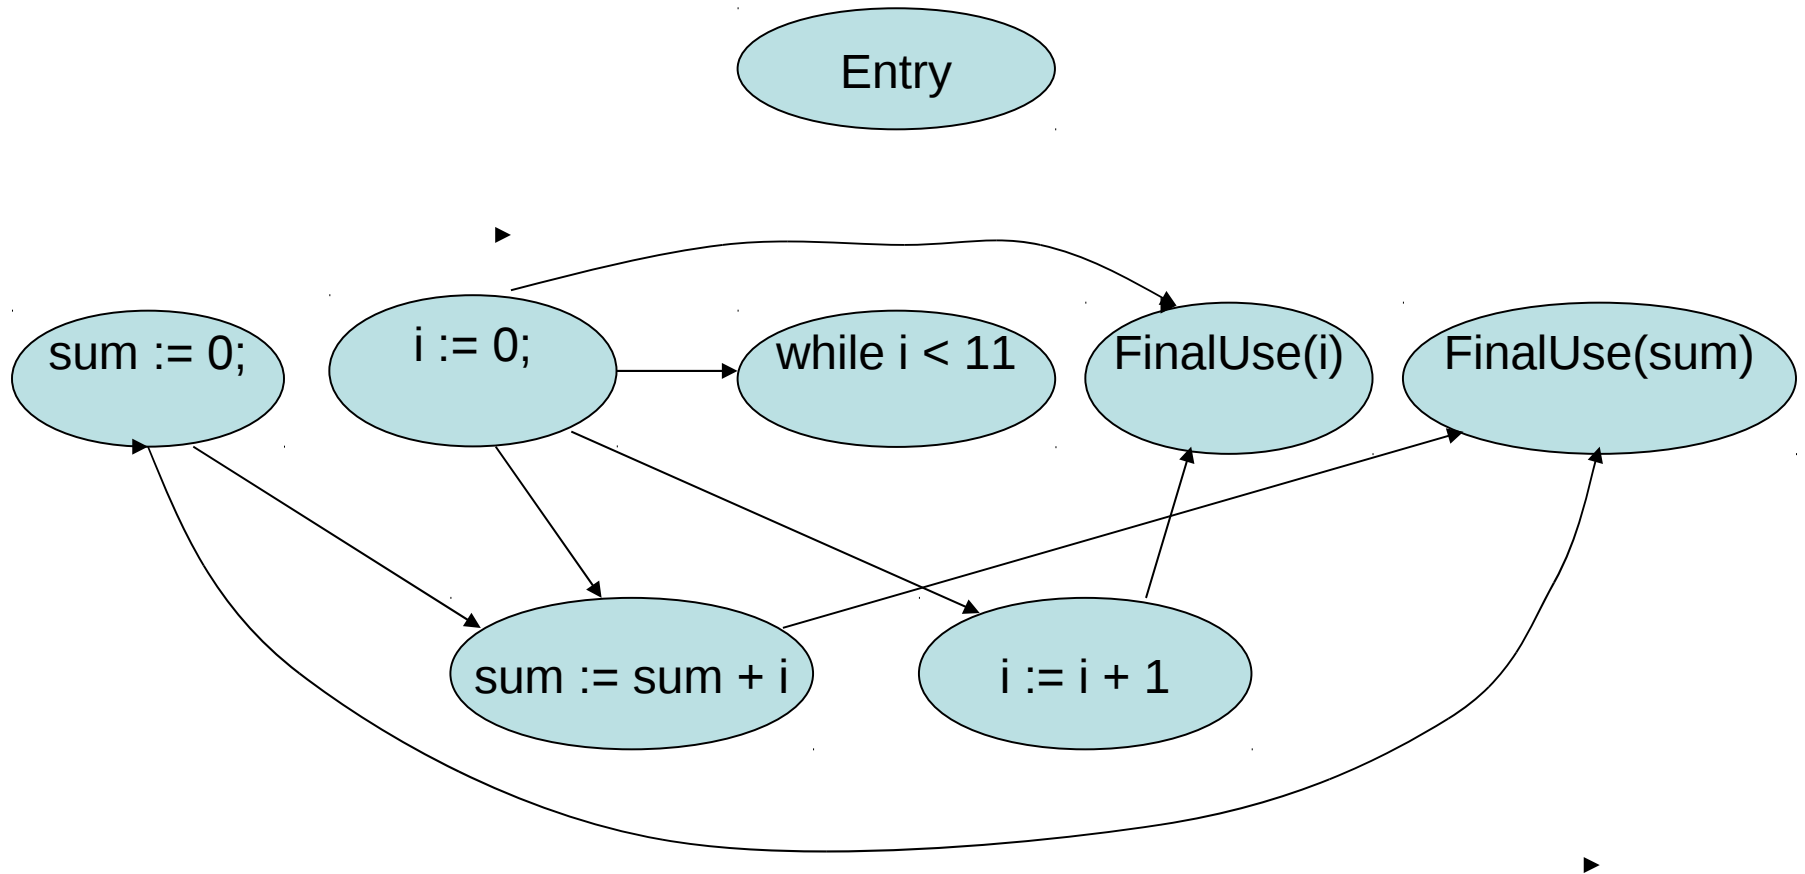 Entry
sum := 0;
i := 0;
while i < 11
FinalUse(i)
FinalUse(sum)
sum := sum + i
i := i + 1